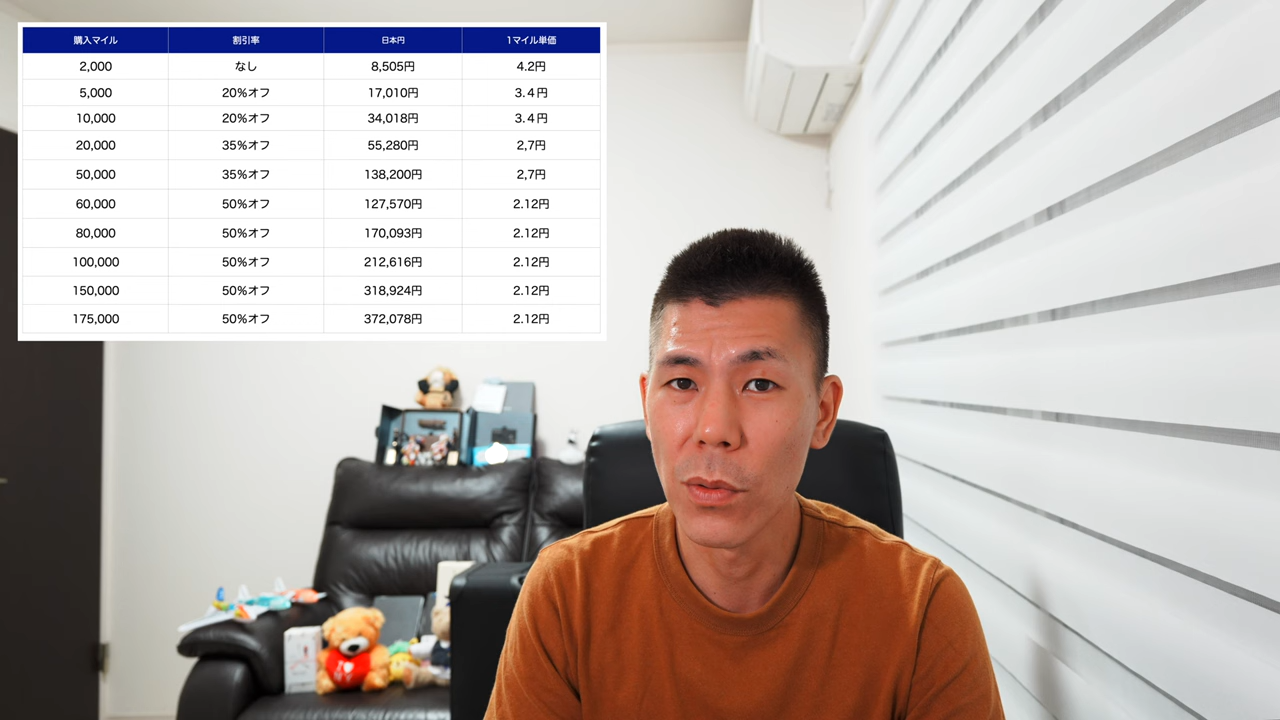 購入マイル 割引率 日本円 1マイル単価
2,000 なし 8,505円 4.2円
5,000 20%オフ 17,010円 3.4円
10,000 20%オフ 34,018円 3.4円
20,000 35%オフ 55,280円 2,7円
50,000 35%オフ 138,200円 2,7円
60,000 50%オフ 127,570円 2.12円
80,000 50%オフ 170,093円 2.12円
100,000 50%オフ 212,616円 2.12円
150,000 50%オフ 318,924円 2.12円
175,000 50%オフ 372,078円 2.12円